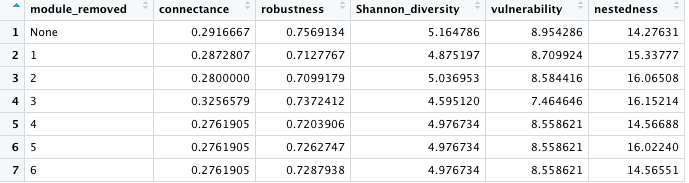 module_removed connectance robustness Shannon_diversity vulnerability nestedness
1 None 0.2916667 0.7569134 5.164786 8.954286 14.27631
2 1 0.2872807 0.7127767 4.875197 8.709924 15.33777
3 2 0.2800000 0.7099179 5.036953 8.584416 16.06508
4 3 0.3256579 0.7372412 4.595120 7.464646 16.15214
5 4 0.2761905 0.7203906 4.976734 8.558621 14.56688
6 5 0.2761905 0.7262747 4.976734 8.558621 16.02240
7 6 0.2761905 0.7287938 4.976734 8.558621 14.56551